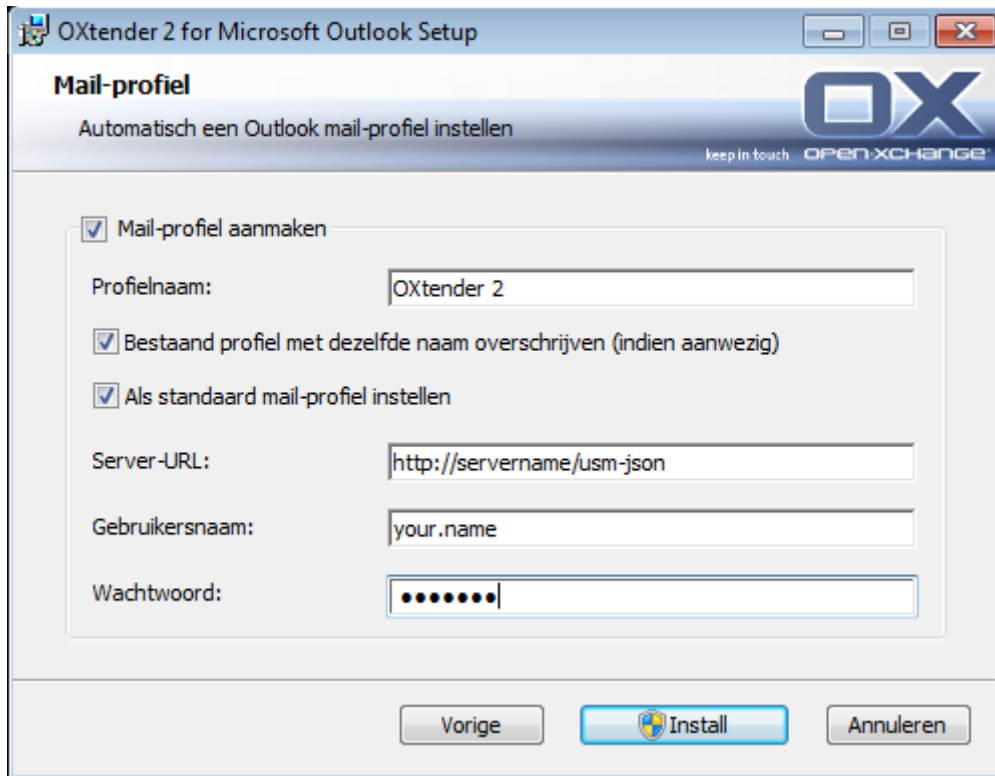 OXtender 2 for Microsoft Outlook Setup
Mail-profiel
Automatisch een Outlook mail-profiel instellen
OX
keep in touch OPEN-XCHANGE
Mail-profiel aanmaken
Profielnaam: OXtender 2
Bestaand profiel met dezelfde naam overschrijven (indien aanwezig)
Als standaard mail-profiel instellen
Server-URL: http://servername/usm-json
Gebruikersnaam: your.name
Wachtwoord: •••••••
Vorige Install Annuleren